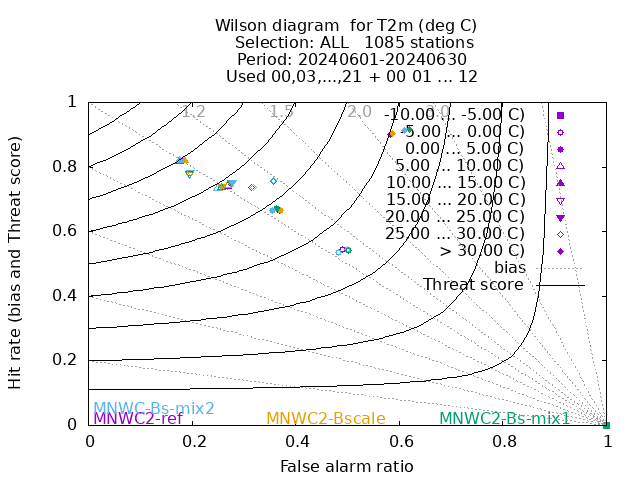 Wilson diagram  for T2m (deg C)
Selection: ALL   1085 stations
Period: 20240601-20240630
Used 00,03,...,21 + 00 01 ... 12
Hit rate (bias and Threat score)
1
0.8
0.6
0.4
0.2
0
1.2
1.5
2.0
3.0
-10.00 ... -5.00 C)
-5.00 ... 0.00 C)
0.00 ... 5.00 C)
5.00 ... 10.00 C)
10.00 ... 15.00 C)
15.00 ... 20.00 C)
20.00 ... 25.00 C)
25.00 ... 30.00 C)
> 30.00 C)
bias
Threat score
MNWC-Bs-mix2
MNWC2-ref
MNWC2-Bscale
MNWC2-Bs-mix1
0
0.2
0.4
0.6
0.8
1
False alarm ratio